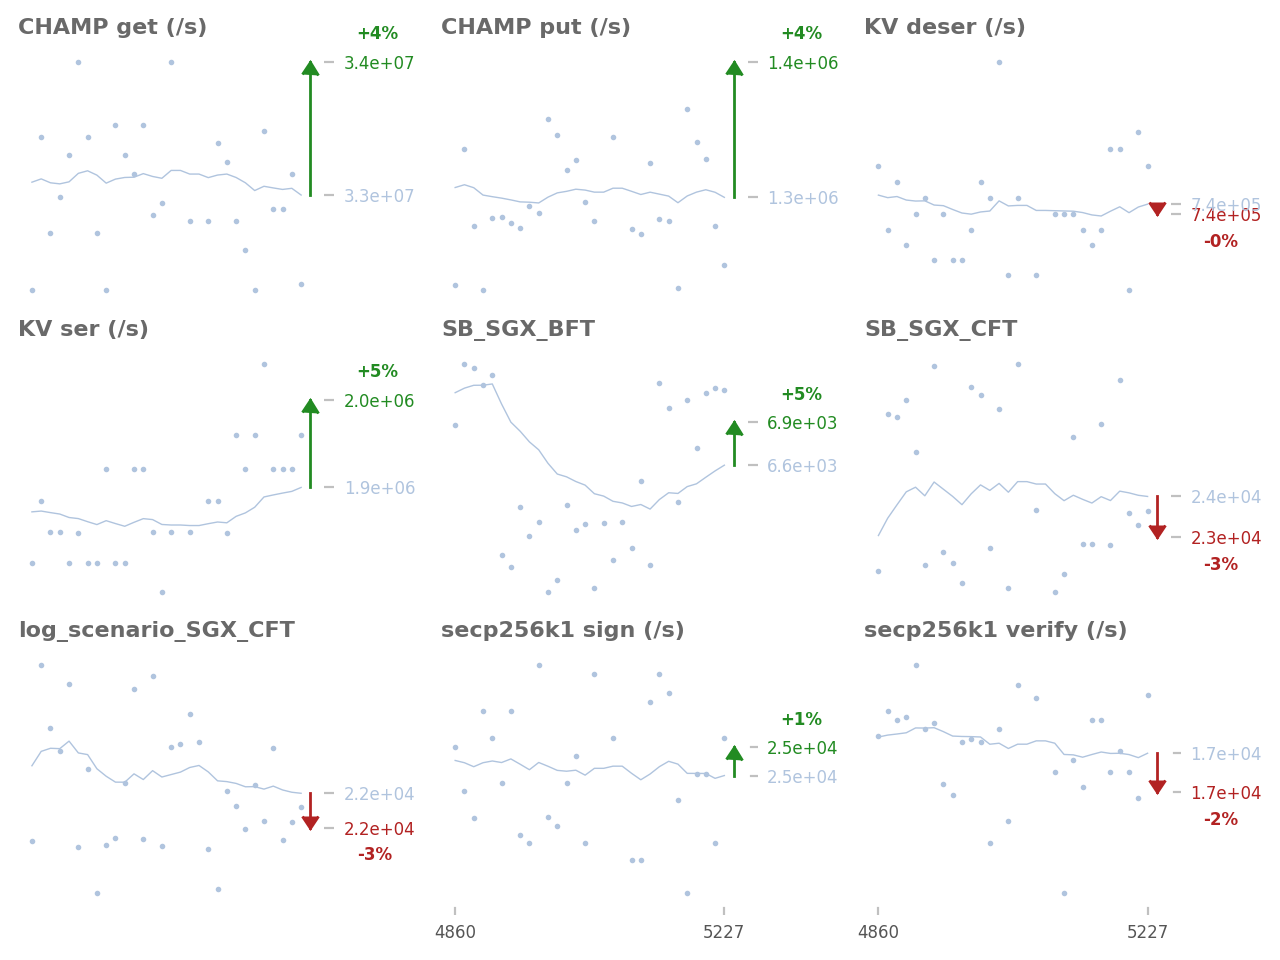 CHAMP get (/s)
+4%
3.4e+07
3.3e+07
CHAMP put (/s)
+4%
1.4e+06
1.3e+06
KV deser (/s)
7.4e+05
7.4e+05
-0%
KV ser (/s)
+5%
2.0e+06
1.9e+06
SB_SGX_BFT
+5%
6.9e+03
6.6e+03
SB_SGX_CFT
2.4e+04
2.3e+04
-3%
log_scenario_SGX_CFT
2.2e+04
2.2e+04
-3%
secp256k1 sign (/s)
+1%
2.5e+04
2.5e+04
4860
5227
secp256k1 verify (/s)
1.7e+04
1.7e+04
-2%
4860
5227